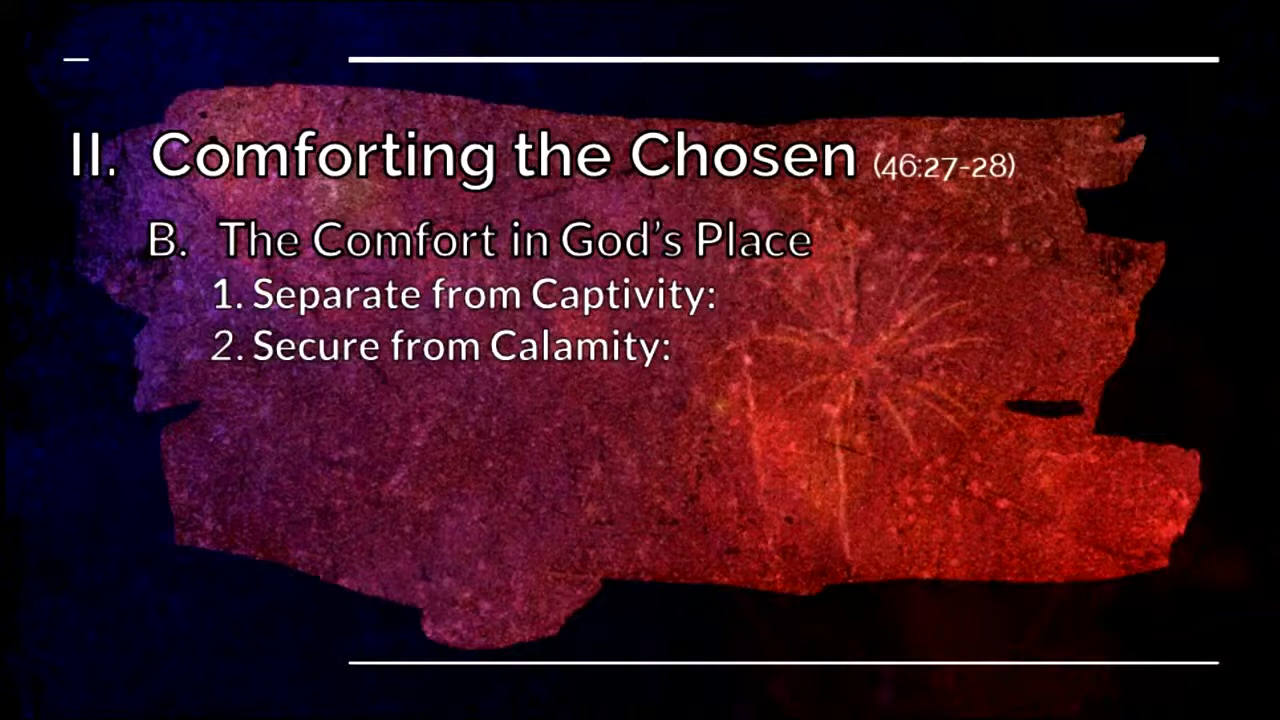 II. Comforting the Chosen (46:27-28)
B. The Comfort in God’s Place
1. Separate from Captivity:
2. Secure from Calamity: